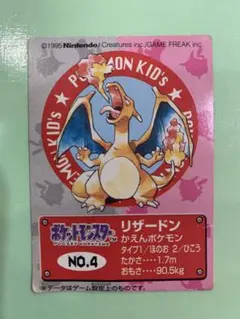 ©1995 Nintendo/Creatures inc./GAME FREAK inc.
POKEMON KID's
ポケットモンスター
NO.4
リザードン
かえんポケモン
タイプ1/ほのお 2/ひこう
たかさ‥‥1.7m
おもさ‥‥90.5kg
※データはゲーム設定上のものです。